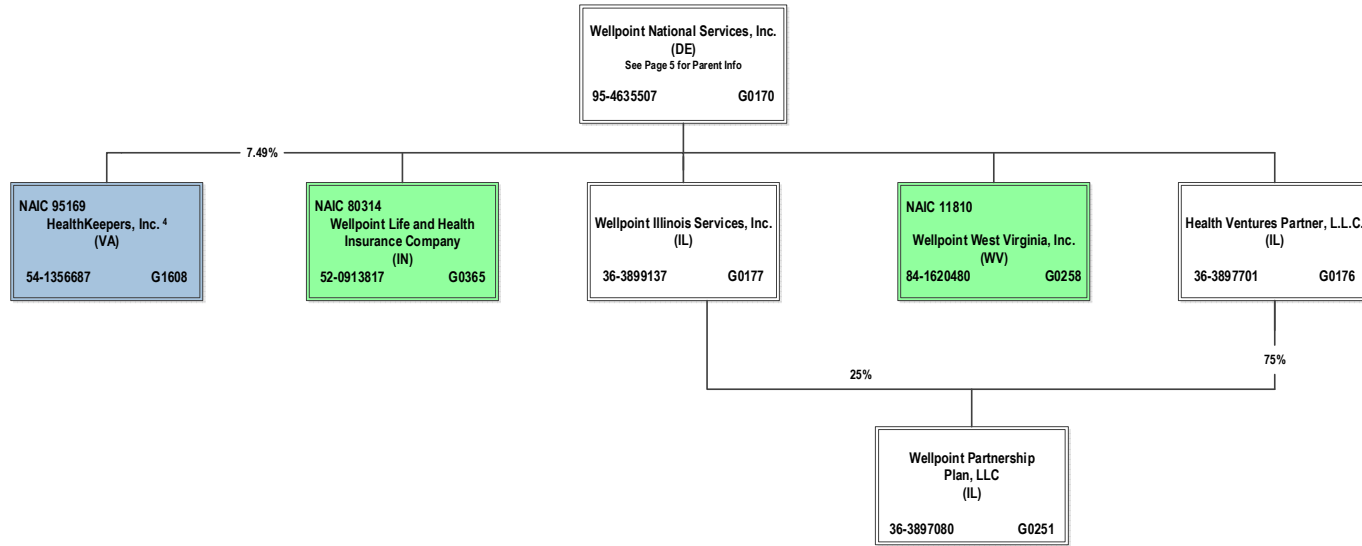 Wellpoint National Services, Inc.
(DE)
See Page 5 for Parent Info
95-4635507 G0170
7.49%
NAIC 95169
HealthKeepers, Inc. 4
(VA)
54-1356687 G1608
NAIC 80314
Wellpoint Life and Health
Insurance Company
(IN)
52-0913817 G0365
Wellpoint Illinois Services, Inc.
(IL)
36-3899137 G0177
NAIC 11810
Wellpoint West Virginia, Inc.
(WV)
84-1620480 G0258
Health Ventures Partner, L.L.C.
(IL)
36-3897701 G0176
25%
75%
Wellpoint Partnership
Plan, LLC
(IL)
36-3897080 G0251